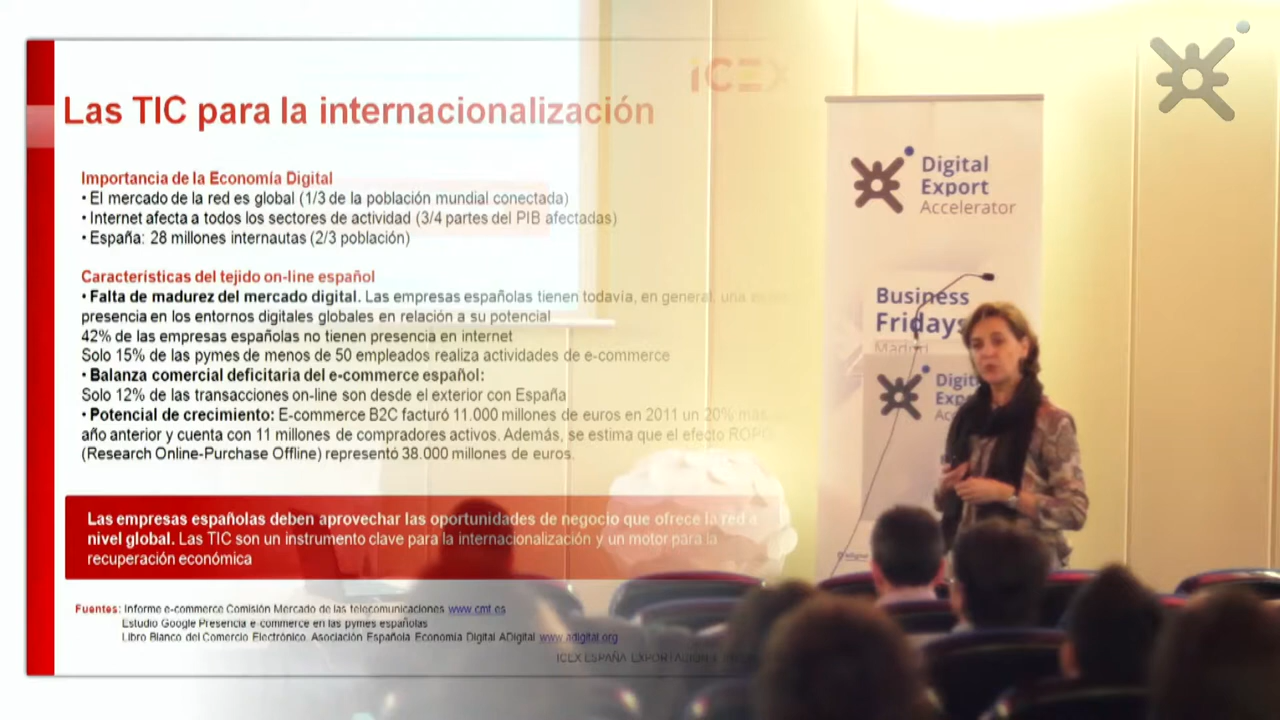 ICEX
Las TIC para la internacionalización
Importancia de la Economía Digital
• El mercado de la red es global (1/3 de la población mundial conectada)
• Internet afecta a todos los sectores de actividad (3/4 partes del PIB afectadas)
• España: 28 millones internautas (2/3 población)
Características del tejido on-line español
• Falta de madurez del mercado digital. Las empresas españolas tienen todavía, en general, una
presencia en los entornos digitales globales en relación a su potencial
42% de las empresas españolas no tienen presencia en internet
Solo 15% de las pymes de menos de 50 empleados realiza actividades de e-commerce
• Balanza comercial deficitaria del e-commerce español:
Solo 12% de las transacciones on-line son desde el exterior con España
• Potencial de crecimiento: E-commerce B2C facturó 11.000 millones de euros en 2011 un 20% más
año anterior y cuenta con 11 millones de compradores activos. Además, se estima que el efecto ROPO
(Research Online-Purchase Offline) representó 38.000 millones de euros.
Las empresas españolas deben aprovechar las oportunidades de negocio que ofrece la red a
nivel global. Las TIC son un instrumento clave para la internacionalización y un motor para la
recuperación económica
Fuentes: Informe e-commerce Comisión Mercado de las telecomunicaciones www.cmt.es
Estudio Google Presencia e-commerce en las pymes españolas
Libro Blanco del Comercio Electrónico. Asociación Española Economía Digital ADigital www.adigital.org
ICEX ESPAÑA EXPORTACIÓN E
Digital
Export
Accelerator
Business
Fridays
Madrid